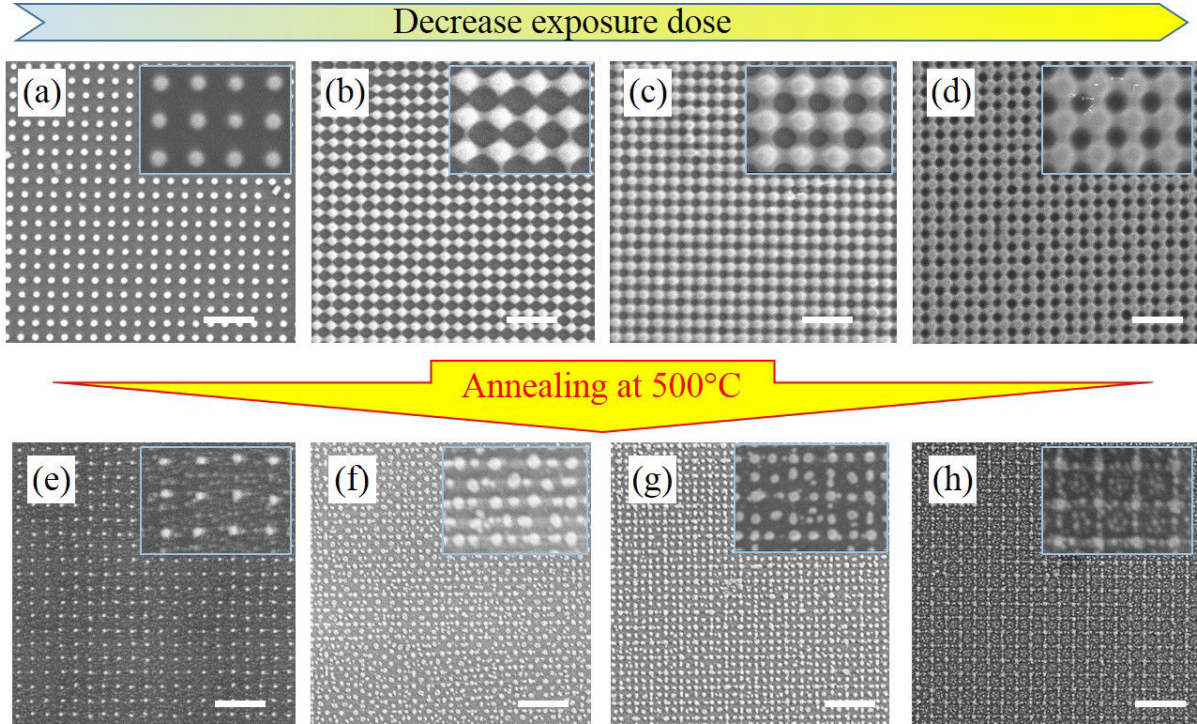 Decrease exposure dose
(a)
(b)
(c)
(d)
Annealing at 500°C
(e)
(f)
(g)
(h)